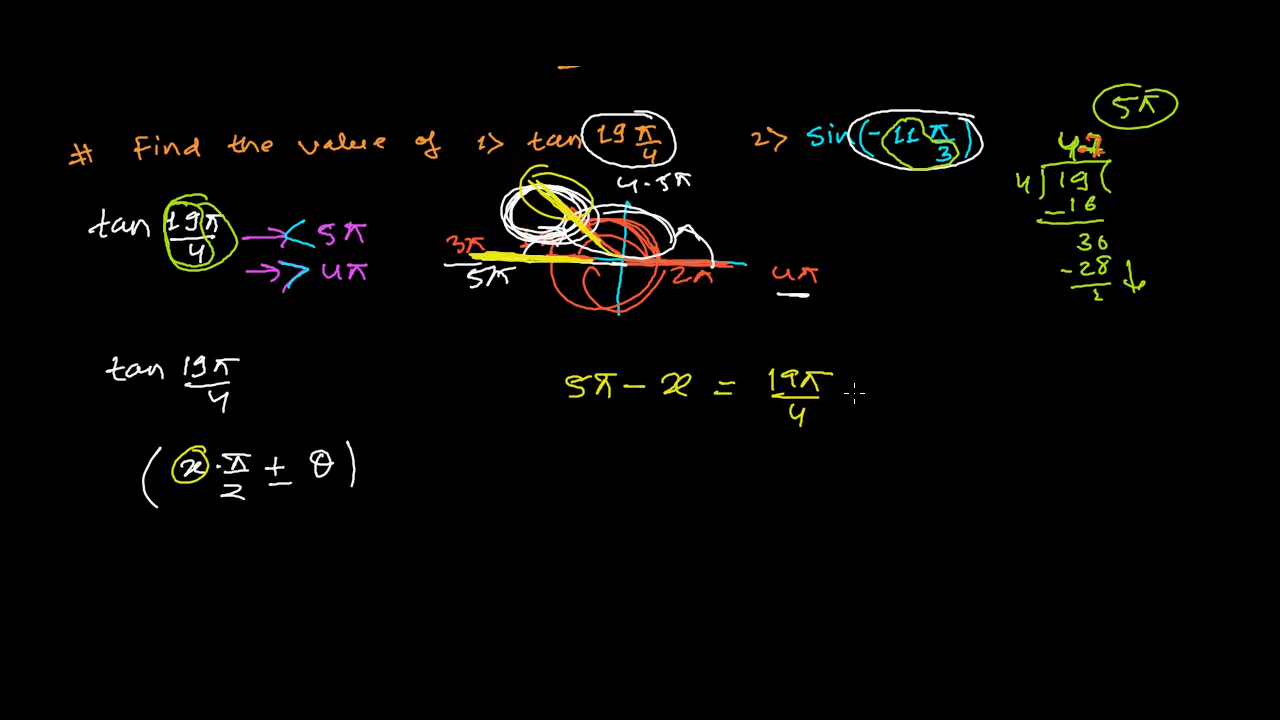 5π
# Find the value of 1> tan 19π/4 2> sin(-11π/3)
4.7
4)19(
-16
30
-28
2
4.5π
tan 19π/4 → < 5π
→ > 4π
3π
5π
2π
4π
tan 19π/4
5π - x = 19π/4
(x·π/2 ± θ)